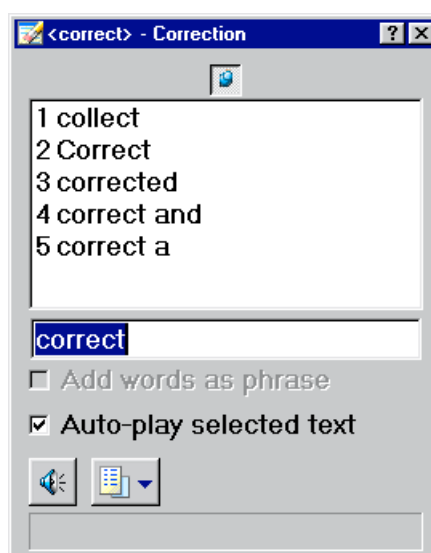 <correct> - Correction
1 collect
2 Correct
3 corrected
4 correct and
5 correct a
correct
Add words as phrase
Auto-play selected text